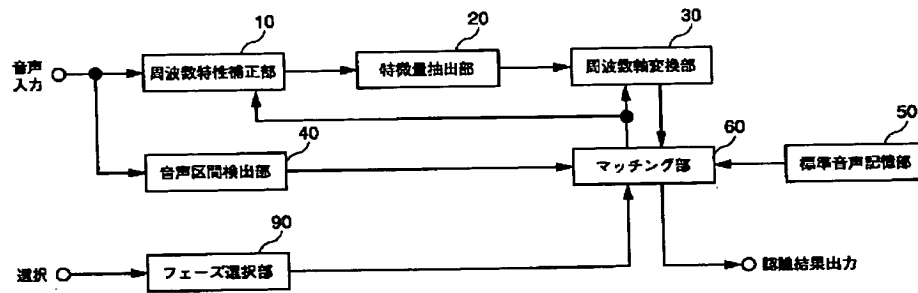 10
20
30
音声
入力
周波数特性補正部
特徴量抽出部
周波数軸変換部
40
60
50
音声区間検出部
マッチング部
標準音声記憶部
90
選択
フェーズ選択部
認識結果出力